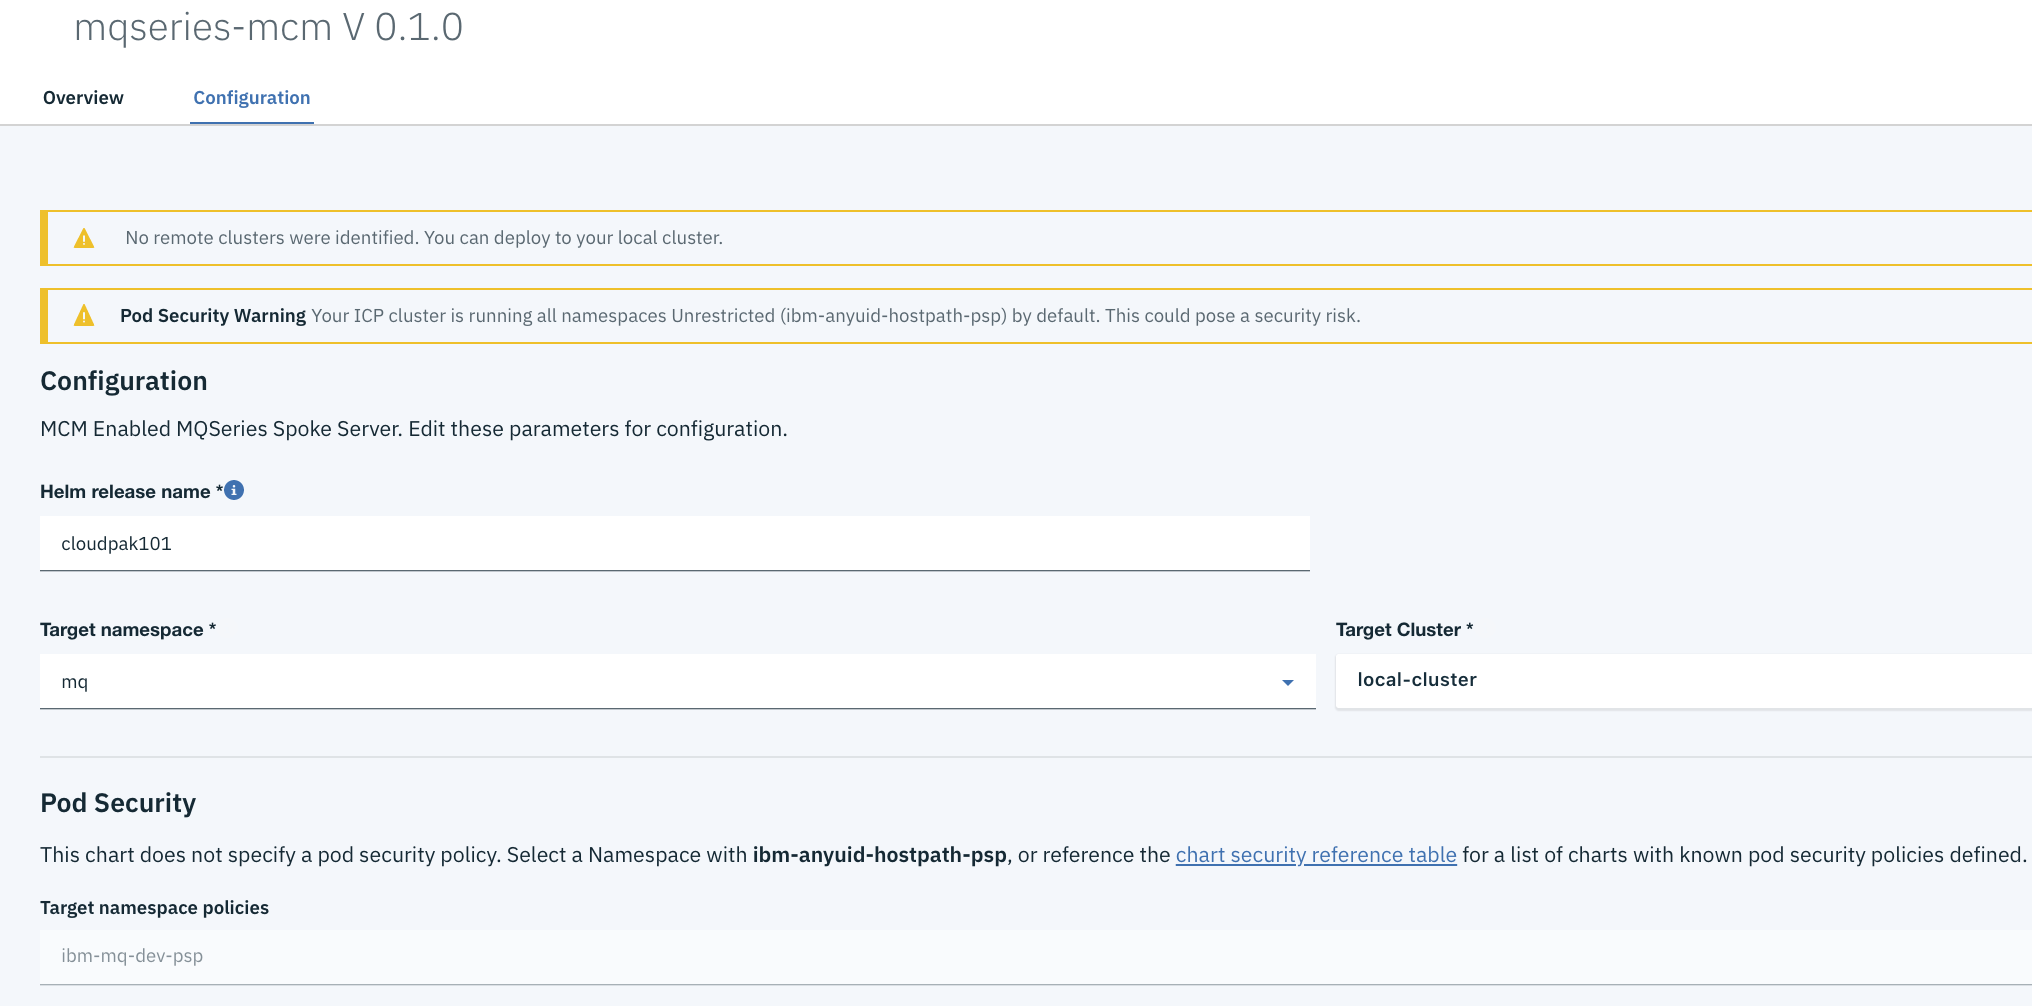 mqseries-mcm V 0.1.0
Overview Configuration
No remote clusters were identified. You can deploy to your local cluster.
Pod Security Warning Your ICP cluster is running all namespaces Unrestricted (ibm-anyuid-hostpath-psp) by default. This could pose a security risk.
Configuration
MCM Enabled MQSeries Spoke Server. Edit these parameters for configuration.
Helm release name *
cloudpak101
Target namespace * Target Cluster *
mq local-cluster
Pod Security
This chart does not specify a pod security policy. Select a Namespace with ibm-anyuid-hostpath-psp, or reference the chart security reference table for a list of charts with known pod security policies defined.
Target namespace policies
ibm-mq-dev-psp